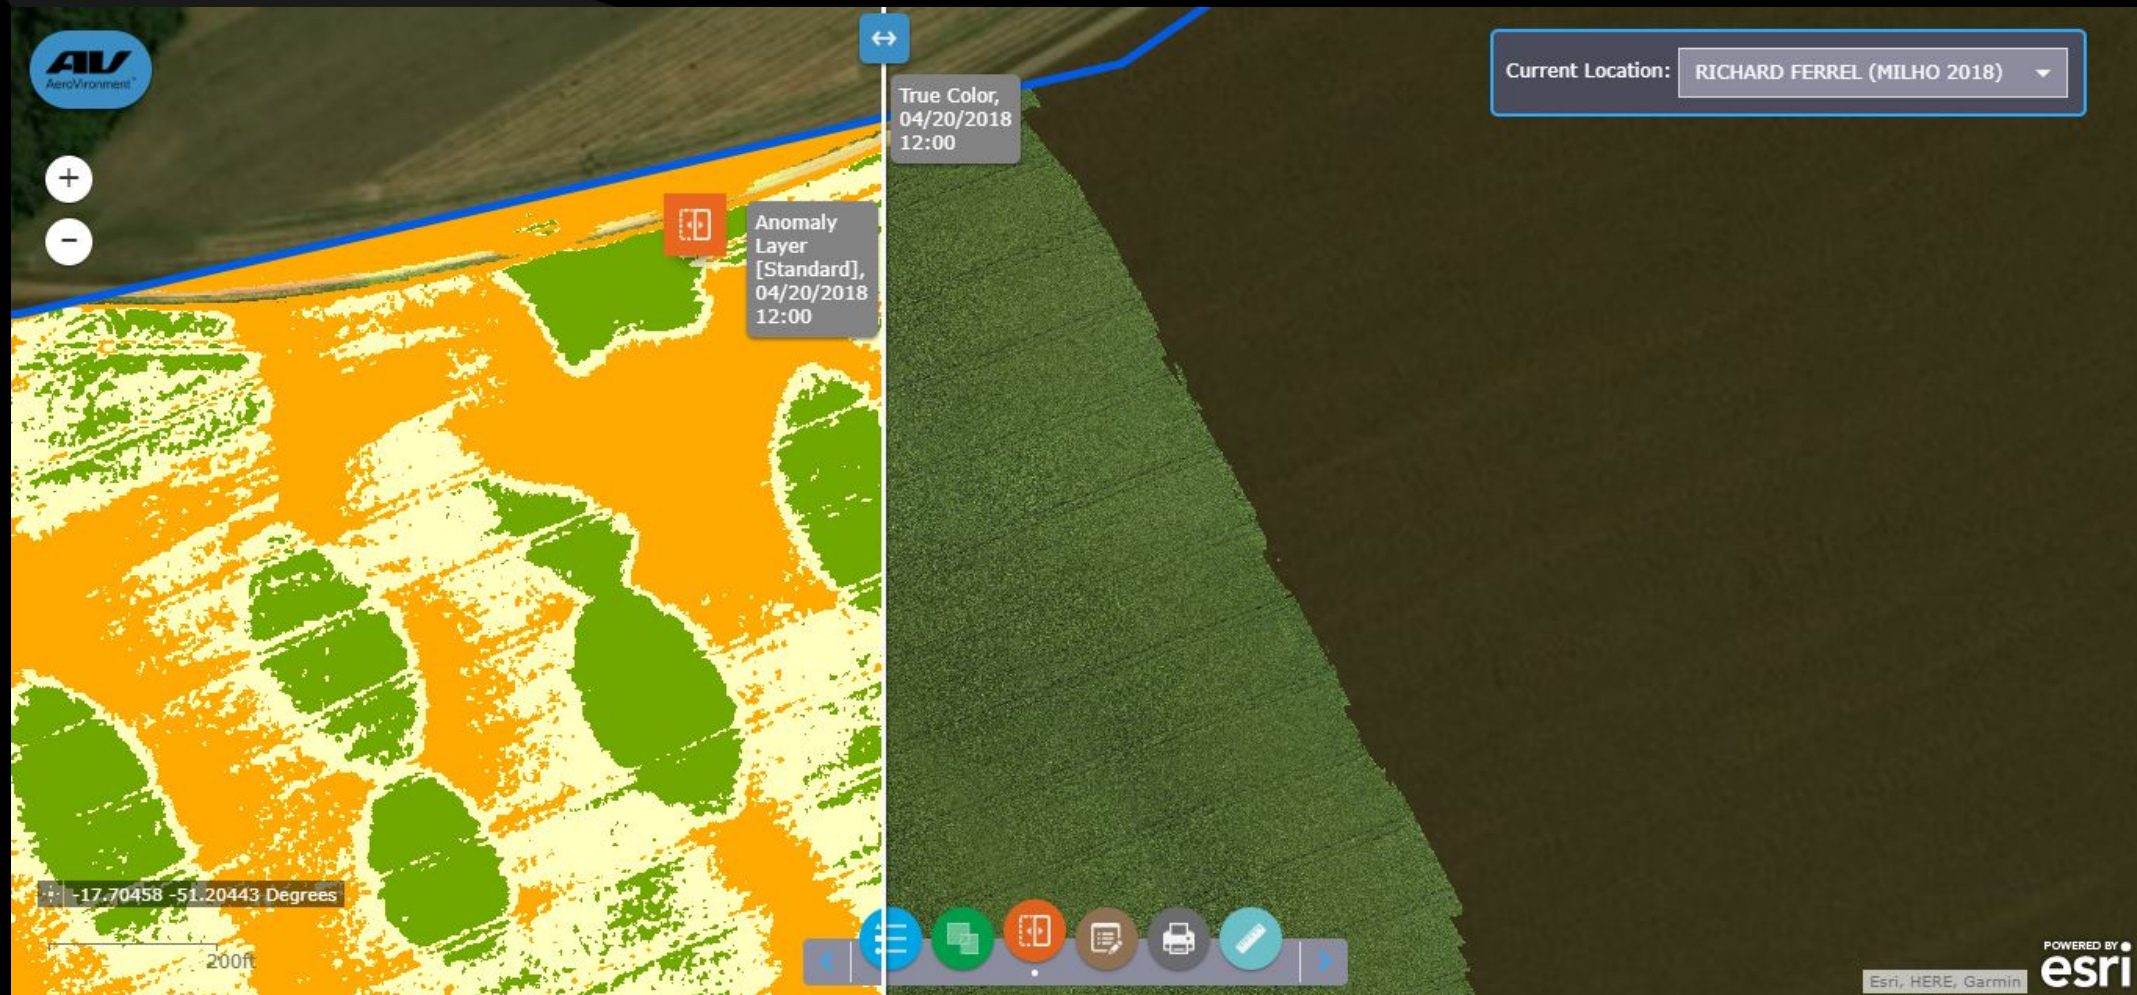 AV
AeroVironment
True Color,
04/20/2018
12:00
Current Location: RICHARD FERREL (MILHO 2018)
+
−
Anomaly
Layer
[Standard],
04/20/2018
12:00
-17.70458 -51.20443 Degrees
200ft
POWERED BY
esri
Esri, HERE, Garmin